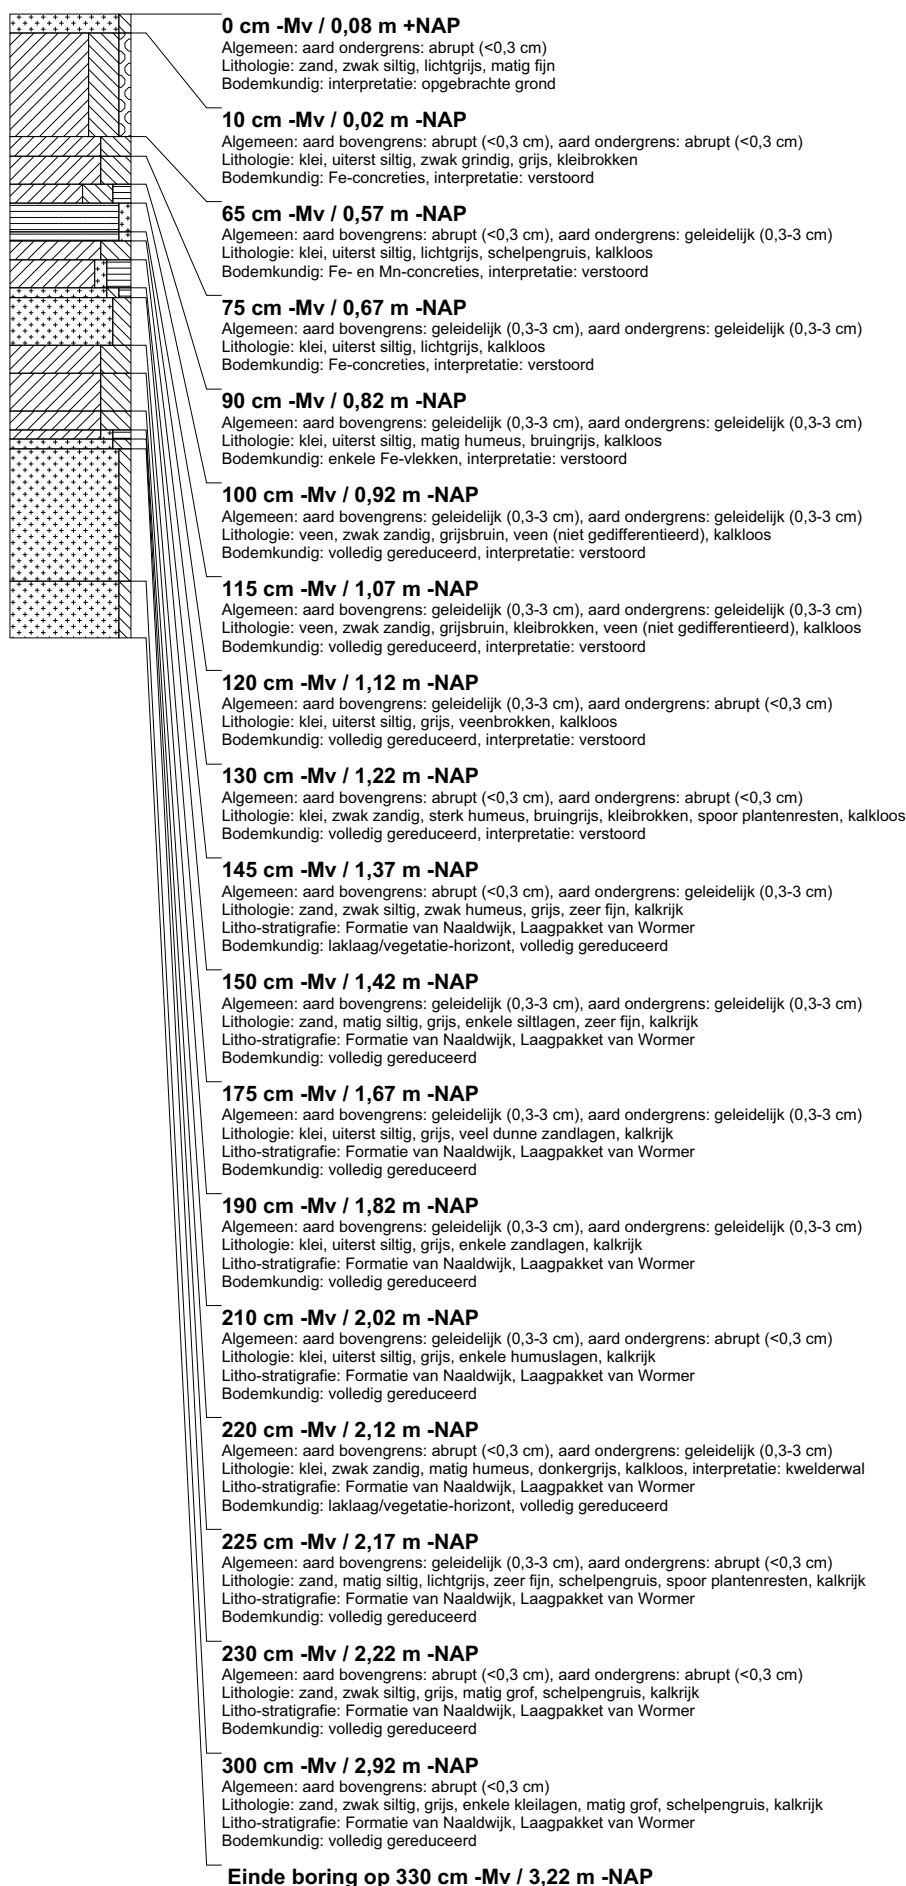 0 cm -Mv / 0,08 m +NAP
Algemeen: aard ondergrens: abrupt (<0,3 cm)
Lithologie: zand, zwak siltig, lichtgrijs, matig fijn
Bodemkundig: interpretatie: opgebrachte grond
10 cm -Mv / 0,02 m -NAP
Algemeen: aard bovengrens: abrupt (<0,3 cm), aard ondergrens: abrupt (<0,3 cm)
Lithologie: klei, uiterst siltig, zwak grindig, grijs, kleibrokken
Bodemkundig: Fe-concreties, interpretatie: verstoord
65 cm -Mv / 0,57 m -NAP
Algemeen: aard bovengrens: abrupt (<0,3 cm), aard ondergrens: geleidelijk (0,3-3 cm)
Lithologie: klei, uiterst siltig, lichtgrijs, schelpengruis, kalkloos
Bodemkundig: Fe- en Mn-concreties, interpretatie: verstoord
75 cm -Mv / 0,67 m -NAP
Algemeen: aard bovengrens: geleidelijk (0,3-3 cm), aard ondergrens: geleidelijk (0,3-3 cm)
Lithologie: klei, uiterst siltig, lichtgrijs, kalkloos
Bodemkundig: Fe-concreties, interpretatie: verstoord
90 cm -Mv / 0,82 m -NAP
Algemeen: aard bovengrens: geleidelijk (0,3-3 cm), aard ondergrens: geleidelijk (0,3-3 cm)
Lithologie: klei, uiterst siltig, matig humeus, bruingrijs, kalkloos
Bodemkundig: enkele Fe-vlekken, interpretatie: verstoord
100 cm -Mv / 0,92 m -NAP
Algemeen: aard bovengrens: geleidelijk (0,3-3 cm), aard ondergrens: geleidelijk (0,3-3 cm)
Lithologie: veen, zwak zandig, grijsbruin, veen (niet gedifferentieerd), kalkloos
Bodemkundig: volledig gereduceerd, interpretatie: verstoord
115 cm -Mv / 1,07 m -NAP
Algemeen: aard bovengrens: geleidelijk (0,3-3 cm), aard ondergrens: geleidelijk (0,3-3 cm)
Lithologie: veen, zwak zandig, grijsbruin, kleibrokken, veen (niet gedifferentieerd), kalkloos
Bodemkundig: volledig gereduceerd, interpretatie: verstoord
120 cm -Mv / 1,12 m -NAP
Algemeen: aard bovengrens: geleidelijk (0,3-3 cm), aard ondergrens: abrupt (<0,3 cm)
Lithologie: klei, uiterst siltig, grijs, veenbrokken, kalkloos
Bodemkundig: volledig gereduceerd, interpretatie: verstoord
130 cm -Mv / 1,22 m -NAP
Algemeen: aard bovengrens: abrupt (<0,3 cm), aard ondergrens: abrupt (<0,3 cm)
Lithologie: klei, zwak zandig, sterk humeus, bruingrijs, kleibrokken, spoor plantenresten, kalkloos
Bodemkundig: volledig gereduceerd, interpretatie: verstoord
145 cm -Mv / 1,37 m -NAP
Algemeen: aard bovengrens: abrupt (<0,3 cm), aard ondergrens: geleidelijk (0,3-3 cm)
Lithologie: zand, zwak siltig, zwak humeus, grijs, zeer fijn, kalkrijk
Litho-stratigrafie: Formatie van Naaldwijk, Laagpakket van Wormer
Bodemkundig: laklaag/vegetatie-horizont, volledig gereduceerd
150 cm -Mv / 1,42 m -NAP
Algemeen: aard bovengrens: geleidelijk (0,3-3 cm), aard ondergrens: geleidelijk (0,3-3 cm)
Lithologie: zand, matig siltig, grijs, enkele siltlagen, zeer fijn, kalkrijk
Litho-stratigrafie: Formatie van Naaldwijk, Laagpakket van Wormer
Bodemkundig: volledig gereduceerd
175 cm -Mv / 1,67 m -NAP
Algemeen: aard bovengrens: geleidelijk (0,3-3 cm), aard ondergrens: geleidelijk (0,3-3 cm)
Lithologie: klei, uiterst siltig, grijs, veel dunne zandlagen, kalkrijk
Litho-stratigrafie: Formatie van Naaldwijk, Laagpakket van Wormer
Bodemkundig: volledig gereduceerd
190 cm -Mv / 1,82 m -NAP
Algemeen: aard bovengrens: geleidelijk (0,3-3 cm), aard ondergrens: geleidelijk (0,3-3 cm)
Lithologie: klei, uiterst siltig, grijs, enkele zandlagen, kalkrijk
Litho-stratigrafie: Formatie van Naaldwijk, Laagpakket van Wormer
Bodemkundig: volledig gereduceerd
210 cm -Mv / 2,02 m -NAP
Algemeen: aard bovengrens: geleidelijk (0,3-3 cm), aard ondergrens: abrupt (<0,3 cm)
Lithologie: klei, uiterst siltig, grijs, enkele humuslagen, kalkrijk
Litho-stratigrafie: Formatie van Naaldwijk, Laagpakket van Wormer
Bodemkundig: volledig gereduceerd
220 cm -Mv / 2,12 m -NAP
Algemeen: aard bovengrens: abrupt (<0,3 cm), aard ondergrens: geleidelijk (0,3-3 cm)
Lithologie: klei, zwak zandig, matig humeus, donkergrijs, kalkloos, interpretatie: kwelderwal
Litho-stratigrafie: Formatie van Naaldwijk, Laagpakket van Wormer
Bodemkundig: laklaag/vegetatie-horizont, volledig gereduceerd
225 cm -Mv / 2,17 m -NAP
Algemeen: aard bovengrens: geleidelijk (0,3-3 cm), aard ondergrens: abrupt (<0,3 cm)
Lithologie: zand, matig siltig, lichtgrijs, zeer fijn, schelpengruis, spoor plantenresten, kalkrijk
Litho-stratigrafie: Formatie van Naaldwijk, Laagpakket van Wormer
Bodemkundig: volledig gereduceerd
230 cm -Mv / 2,22 m -NAP
Algemeen: aard bovengrens: abrupt (<0,3 cm), aard ondergrens: abrupt (<0,3 cm)
Lithologie: zand, zwak siltig, grijs, matig grof, schelpengruis, kalkrijk
Litho-stratigrafie: Formatie van Naaldwijk, Laagpakket van Wormer
Bodemkundig: volledig gereduceerd
300 cm -Mv / 2,92 m -NAP
Algemeen: aard bovengrens: abrupt (<0,3 cm)
Lithologie: zand, zwak siltig, grijs, enkele kleilagen, matig grof, schelpengruis, kalkrijk
Litho-stratigrafie: Formatie van Naaldwijk, Laagpakket van Wormer
Bodemkundig: volledig gereduceerd
Einde boring op 330 cm -Mv / 3,22 m -NAP